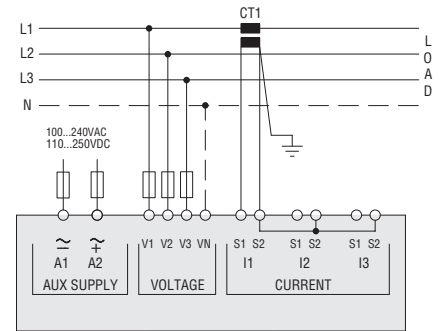 CT1
L1
L2
L3
N
LOAD
100...240VAC
110...250VDC
V1 V2 V3 VN S1 S2 S1 S2 S1 S2
A1 A2 I1 I2 I3
AUX SUPPLY VOLTAGE CURRENT